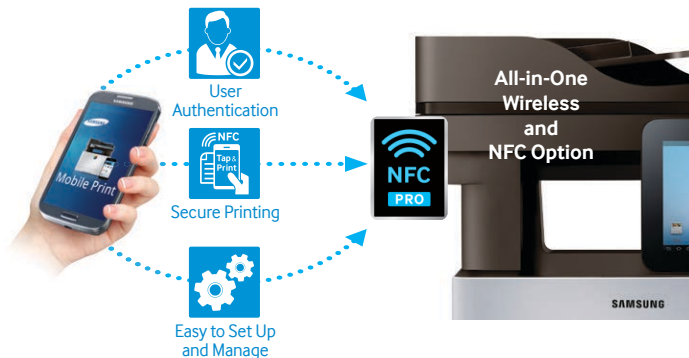 SAMSUNG
SAMSUNG
Mobile Print
User
Authentication
NFC
Tap &
Print
Secure Printing
Easy to Set Up
and Manage
NFC
PRO
All-in-One
Wireless
and
NFC Option
SAMSUNG